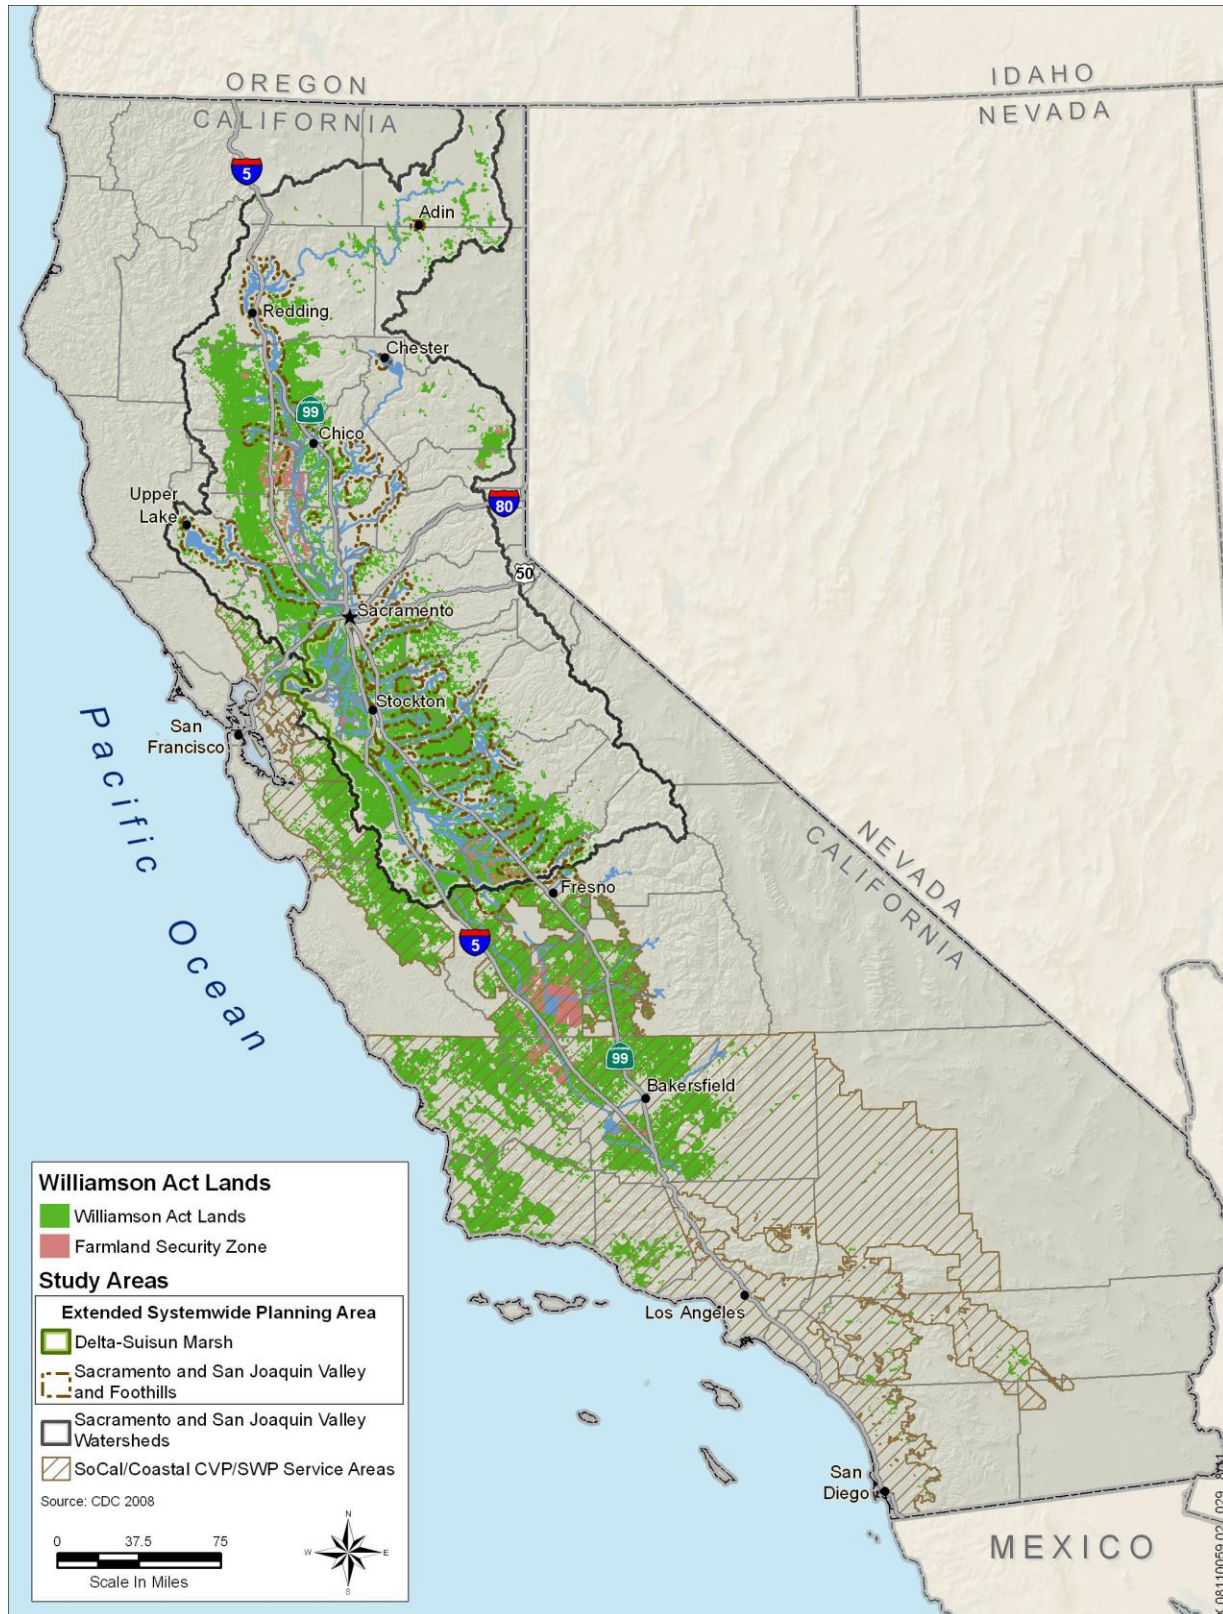 OREGON
CALIFORNIA
IDAHO
NEVADA
5
Adin
Redding
Chester
99
Chico
Upper
Lake
80
50
Sacramento
Stockton
San
Francisco
Pacific Ocean
NEVADA
CALIFORNIA
Fresno
5
99
Bakersfield
Los Angeles
San
Diego
MEXICO
Williamson Act Lands
Williamson Act Lands
Farmland Security Zone
Study Areas
Extended Systemwide Planning Area
Delta-Suisun Marsh
Sacramento and San Joaquin Valley
and Foothills
Sacramento and San Joaquin Valley
Watersheds
SoCal/Coastal CVP/SWP Service Areas
Source: CDC 2008
0 37.5 75
Scale In Miles
N
W E
S